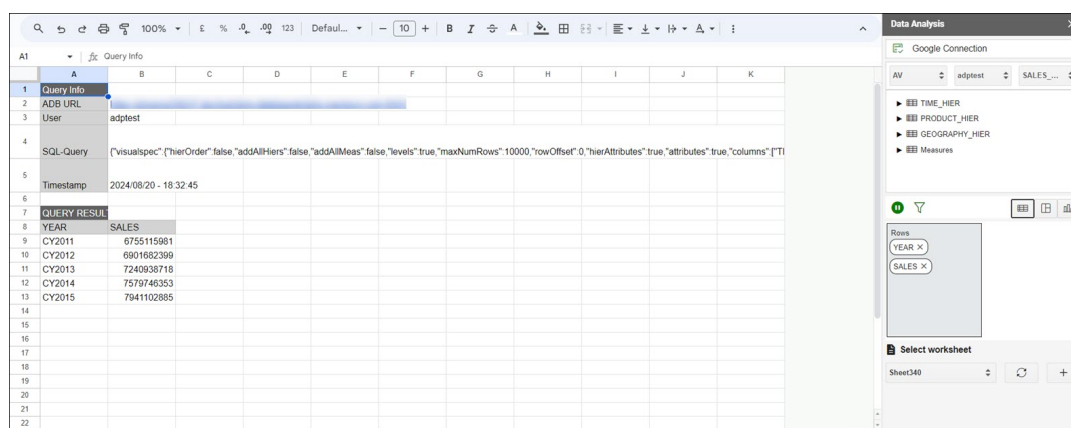 100% £ % .0 .00 123 Defaul... − 10 + B I A
A1 fx Query Info
A B C D E F G H I J K
1 Query Info
2 ADB URL
3 User adptest
4 SQL-Query {"visualspec":{"hierOrder":false,"addAllHiers":false,"addAllMeas":false,"levels":true,"maxNumRows":10000,"rowOffset":0,"hierAttributes":true,"attributes":true,"columns":["TI
5 Timestamp 2024/08/20 - 18:32:45
6
7 QUERY RESUL
8 YEAR SALES
9 CY2011 6755115981
10 CY2012 6901682399
11 CY2013 7240938718
12 CY2014 7579746353
13 CY2015 7941102885
14
15
16
17
18
19
20
21
22
Data Analysis
Google Connection
AV adptest SALES_...
TIME_HIER
PRODUCT_HIER
GEOGRAPHY_HIER
Measures
Rows
YEAR ×
SALES ×
Select worksheet
Sheet340 +